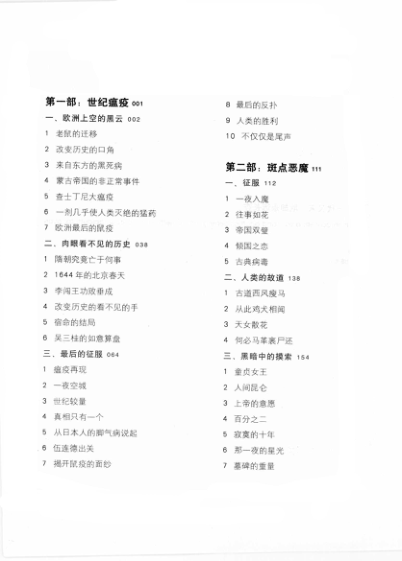 第一部：世纪瘟疫 001
一、欧洲上空的黑云 002
1 老鼠的迁移
2 改变历史的口角
3 来自东方的黑死病
4 蒙古帝国的非正常事件
5 查士丁尼大瘟疫
6 一剂几乎使人类灭绝的猛药
7 欧洲最后的鼠疫
二、肉眼看不见的历史 038
1 隋朝究竟亡于何事
2 1644年的北京春天
3 李闯王功败垂成
4 改变历史的看不见的手
5 宿命的结局
6 吴三桂的如意算盘
三、最后的征服 064
1 瘟疫再现
2 一夜空城
3 世纪较量
4 真相只有一个
5 从日本人的脚气病说起
6 伍连德出关
7 揭开鼠疫的面纱
8 最后的反扑
9 人类的胜利
10 不仅仅是尾声
第二部：斑点恶魔 111
一、征服 112
1 一夜入魔
2 往事如花
3 帝国双璧
4 倾国之恋
5 古典病毒
二、人类的故道 138
1 古道西风瘦马
2 从此鸡犬相闻
3 天女散花
4 何必马革裹尸还
三、黑暗中的摸索 154
1 童贞女王
2 人间昆仑
3 上帝的意愿
4 百分之二
5 寂寞的十年
6 那一夜的星光
7 墓碑的重量